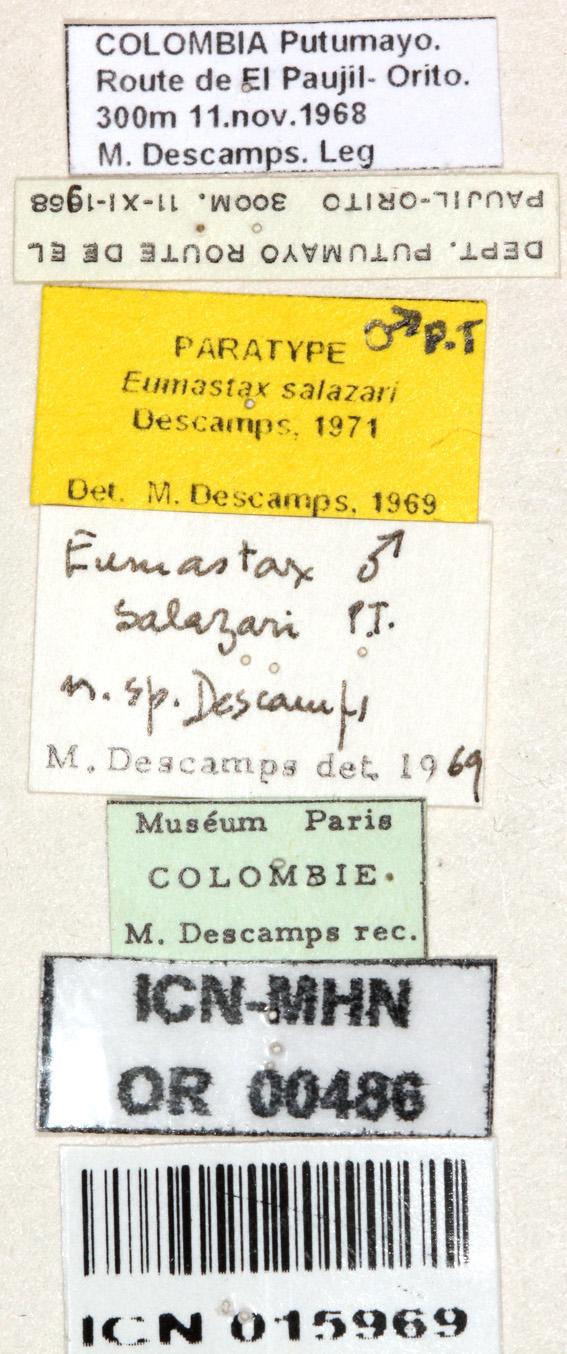 COLOMBIA Putumayo.
Route de El Paujil- Orito.
300m 11.nov.1968
M. Descamps. Leg
DEPT. PUTUMAYO ROUTE DE EL
PAUJIL-ORITO 300M. 11-XI-1968
♂ P.T
PARATYPE
Eumastax salazari
Descamps, 1971
Det. M. Descamps, 1969
Eumastax ♂
Salazari P.T.
n. sp. Descamps
M. Descamps det. 1969
Muséum Paris
COLOMBIE.
M. Descamps rec.
ICN-MHN
OR 00486
ICN 015969